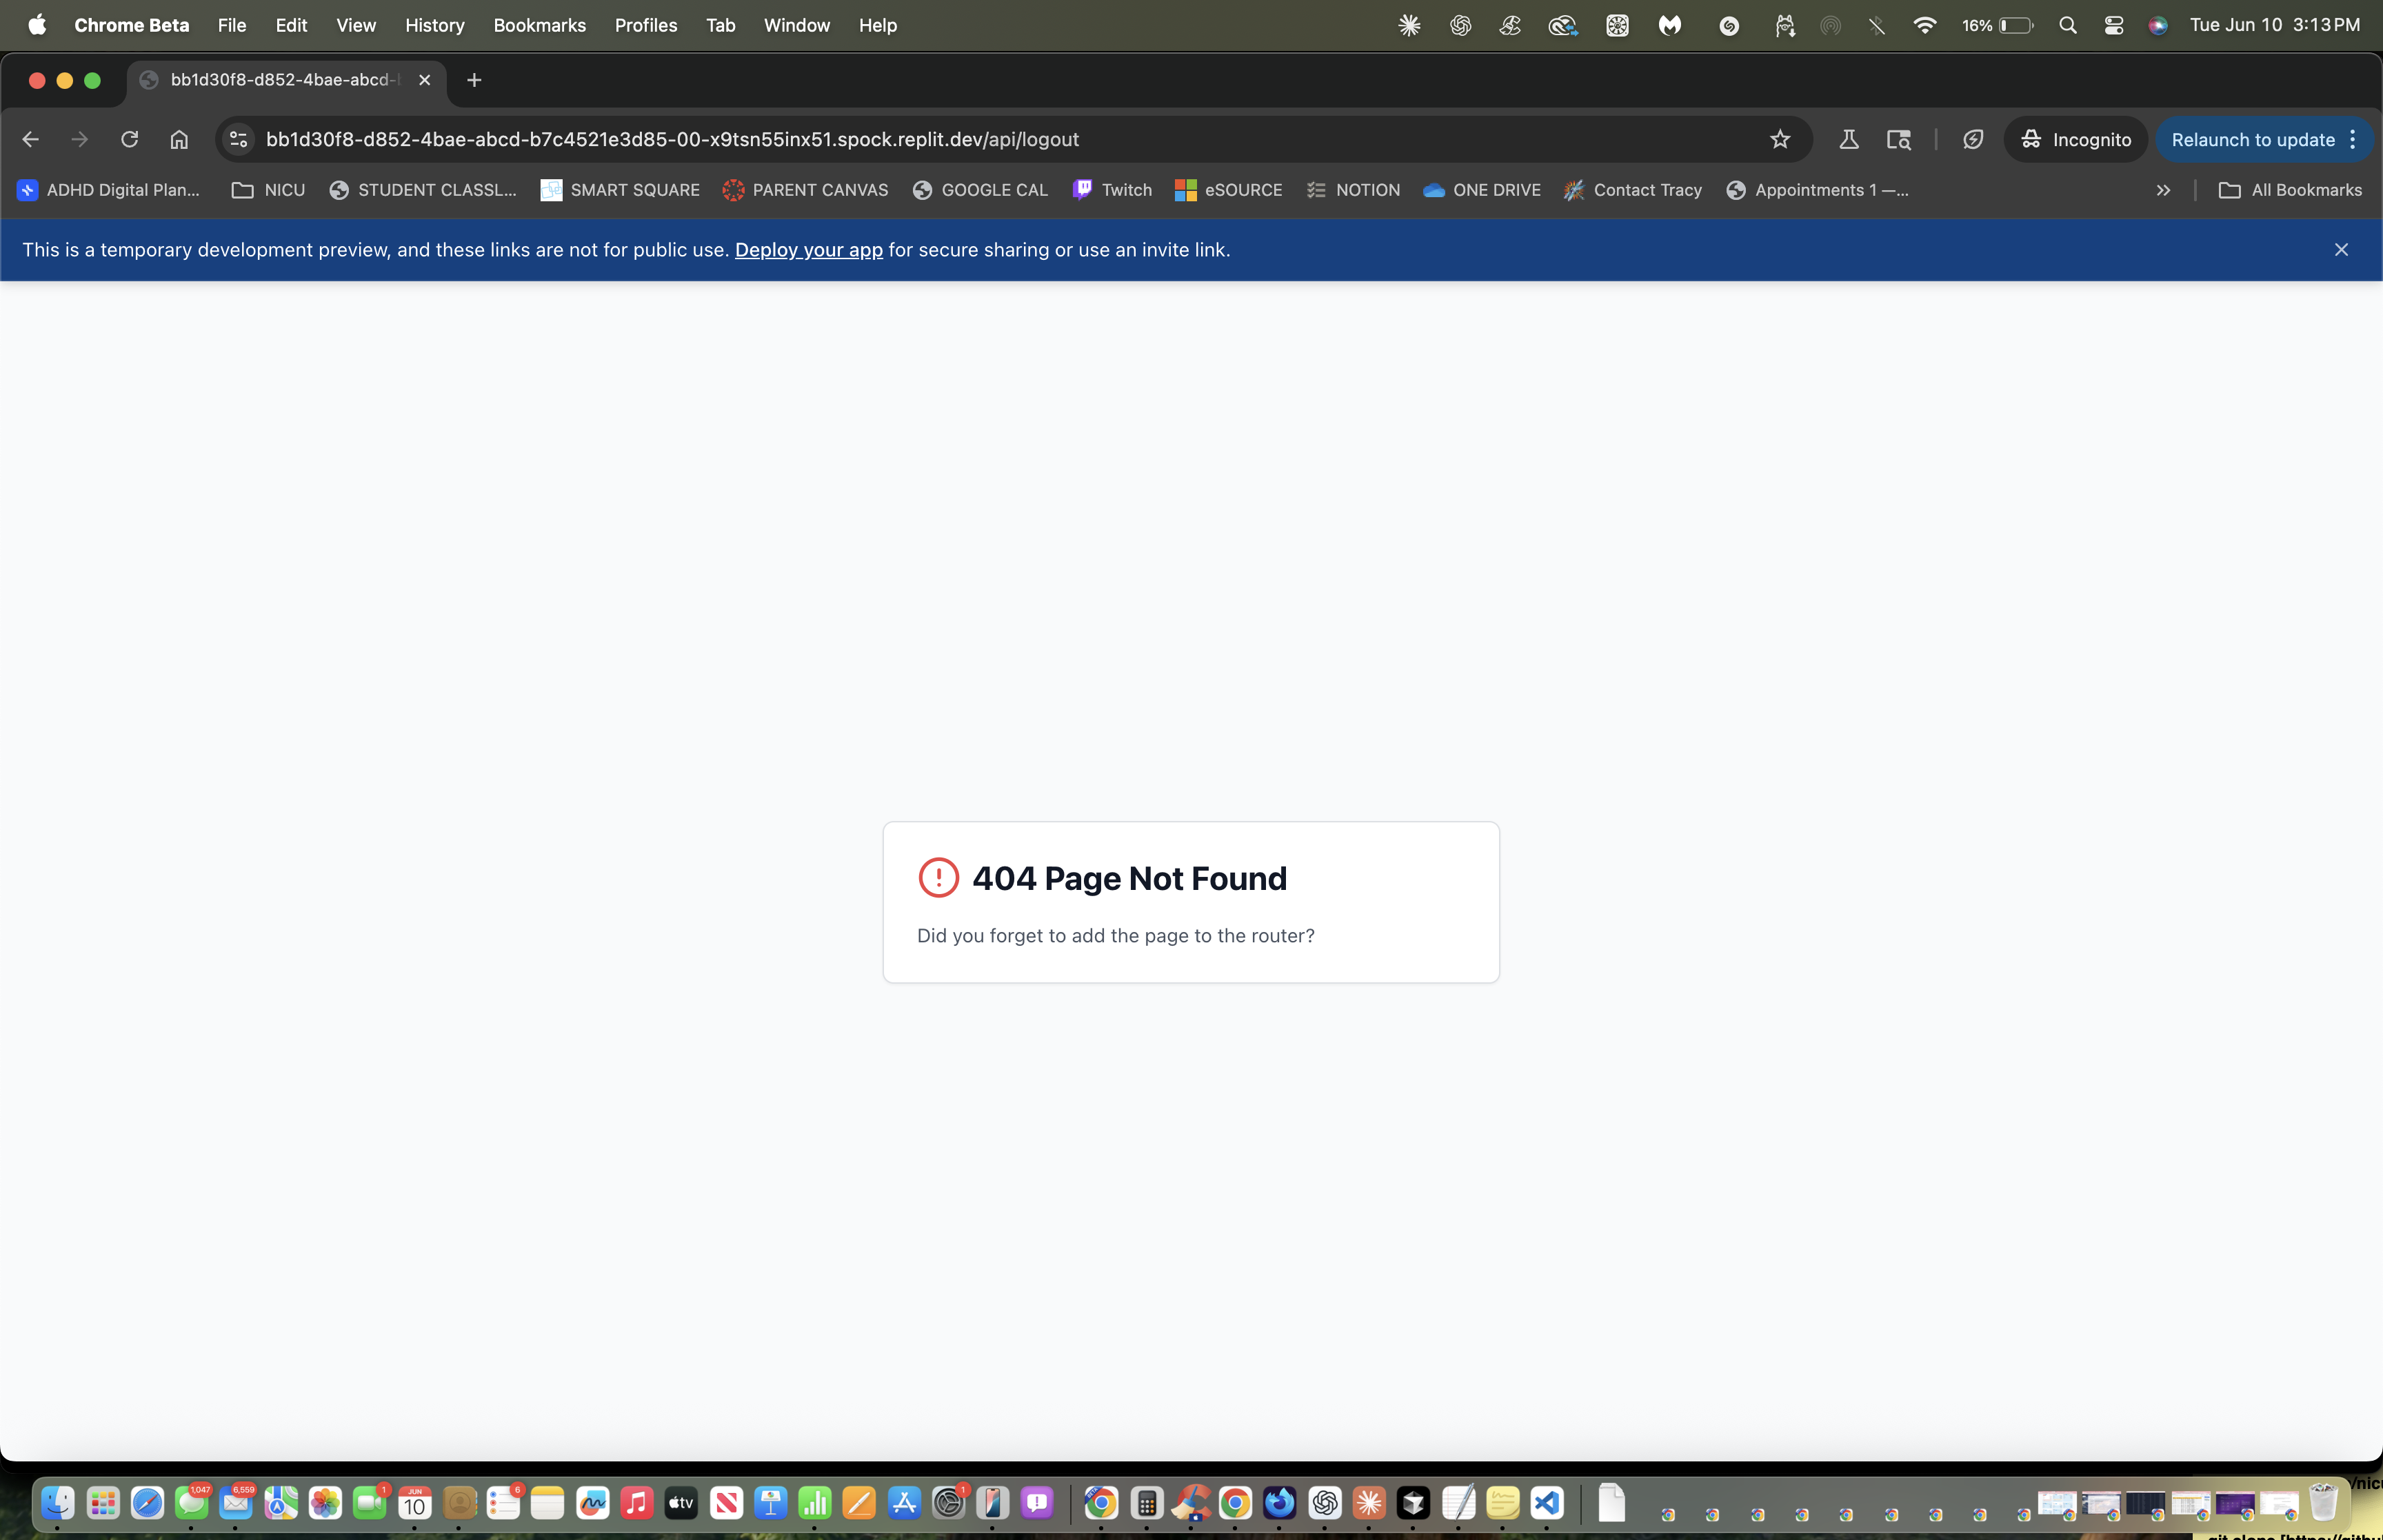 Chrome Beta File Edit View History Bookmarks Profiles Tab Window Help 16% Tue Jun 10 3:13 PM
bb1d30f8-d852-4bae-abcd-
bb1d30f8-d852-4bae-abcd-b7c4521e3d85-00-x9tsn55inx51.spock.replit.dev/api/logout Incognito Relaunch to update
ADHD Digital Plan... NICU STUDENT CLASSL... SMART SQUARE PARENT CANVAS GOOGLE CAL Twitch eSOURCE NOTION ONE DRIVE Contact Tracy Appointments 1 —... All Bookmarks
This is a temporary development preview, and these links are not for public use. Deploy your app for secure sharing or use an invite link.
404 Page Not Found
Did you forget to add the page to the router?
1,047 6,559 1 JUN 10 6 tv 1